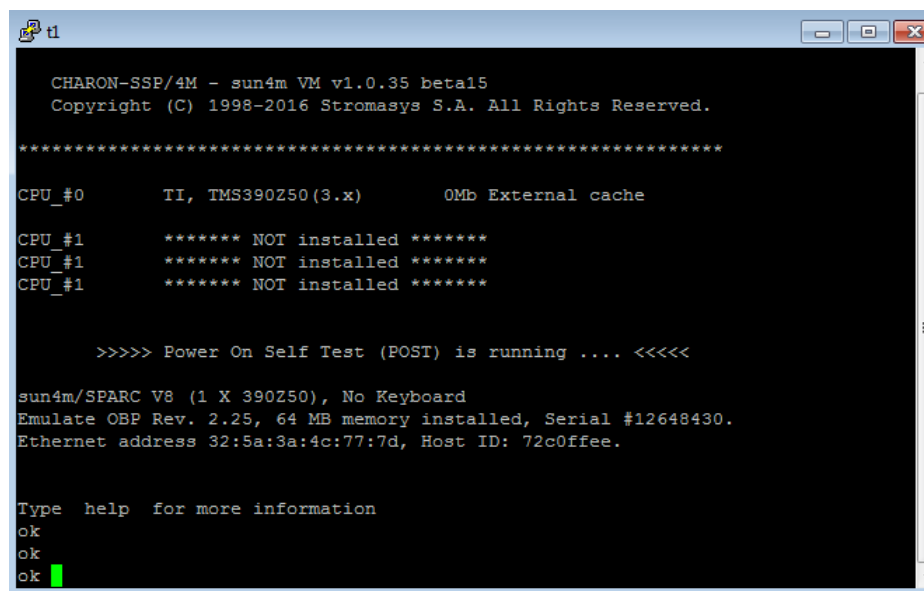 t1
CHARON-SSP/4M - sun4m VM v1.0.35 beta15
Copyright (C) 1998-2016 Stromasys S.A. All Rights Reserved.
***************************************************************
CPU_#0 TI, TMS390Z50(3.x) 0Mb External cache
CPU_#1 ******* NOT installed *******
CPU_#1 ******* NOT installed *******
CPU_#1 ******* NOT installed *******
>>>>> Power On Self Test (POST) is running .... <<<<<
sun4m/SPARC V8 (1 X 390Z50), No Keyboard
Emulate OBP Rev. 2.25, 64 MB memory installed, Serial #12648430.
Ethernet address 32:5a:3a:4c:77:7d, Host ID: 72c0ffee.
Type help for more information
ok
ok
ok